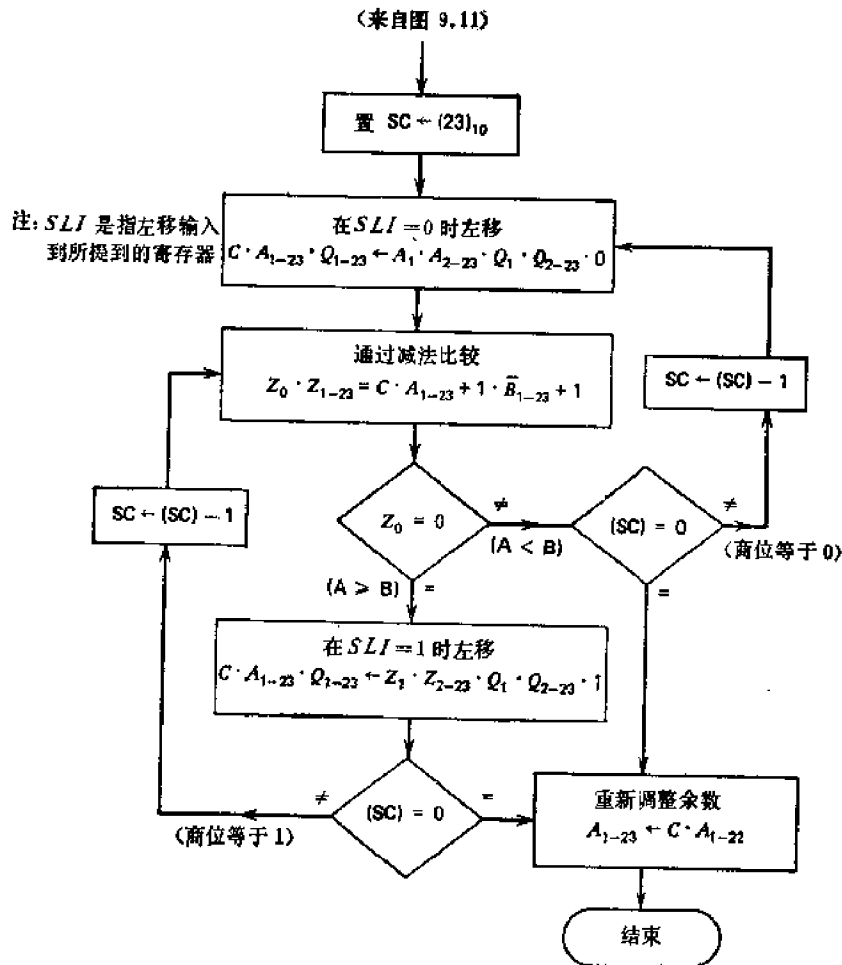 (来自图 9.11)
置 SC ← (23)₁₀
注: SLI 是指左移输入
到所提到的寄存器
在 SLI = 0 时左移
C · A₁₋₂₃ · Q₁₋₂₃ ← A₁ · A₂₋₂₃ · Q₁ · Q₂₋₂₃ · 0
通过减法比较
Z₀ · Z₁₋₂₃ = C · A₁₋₂₃ + 1 · B̄₁₋₂₃ + 1
SC ← (SC) − 1
SC ← (SC) − 1
Z₀ = 0
≠
(A < B)
(SC) = 0
≠
(商位等于 0)
(A ⩾ B)
=
=
在 SLI = 1 时左移
C · A₁₋₂₃ · Q₁₋₂₃ ← Z₁ · Z₂₋₂₃ · Q₁ · Q₂₋₂₃ · 1
≠
(商位等于 1)
(SC) = 0
=
重新调整余数
A₁₋₂₃ ← C · A₁₋₂₂
结束